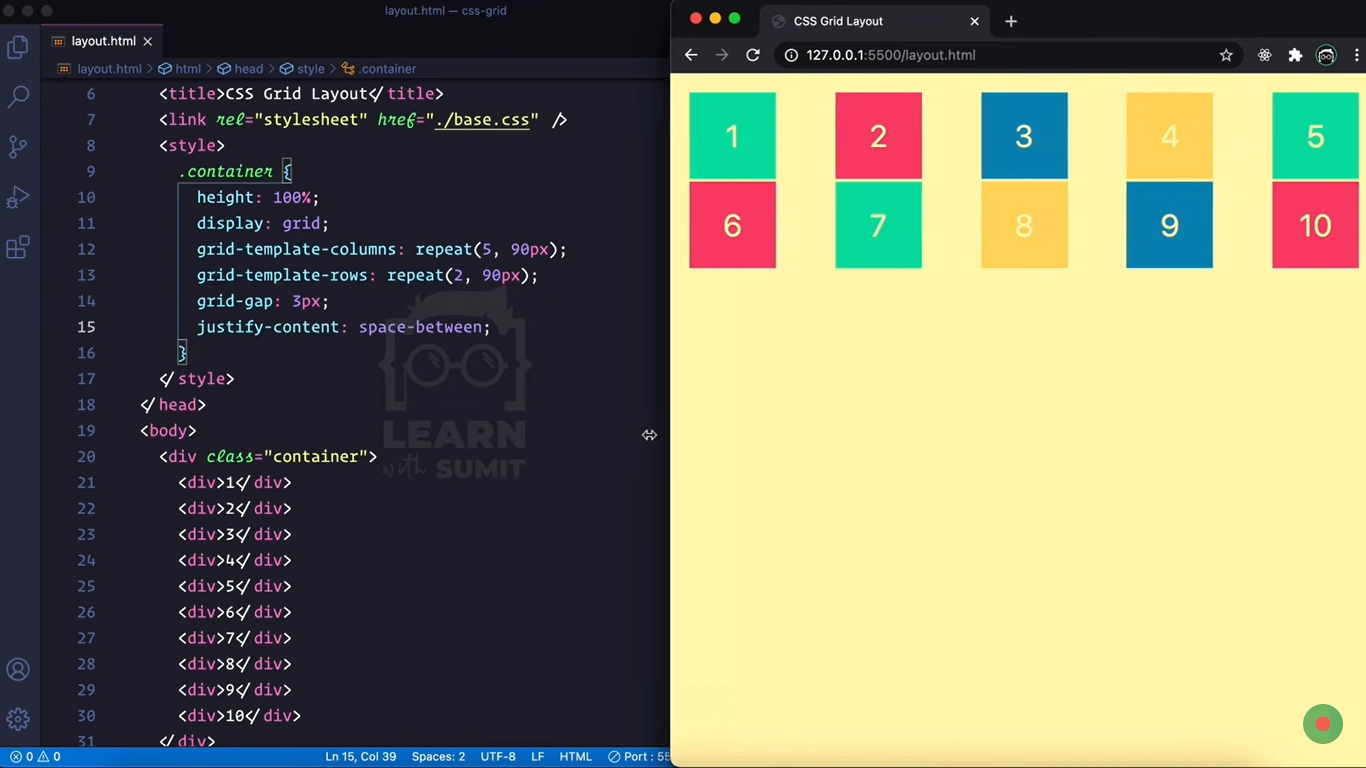 layout.html — css-grid
layout.html
layout.html > html > head > style > .container
6 <title>CSS Grid Layout</title>
7 <link rel="stylesheet" href="./base.css" />
8 <style>
9 .container {
10 height: 100%;
11 display: grid;
12 grid-template-columns: repeat(5, 90px);
13 grid-template-rows: repeat(2, 90px);
14 grid-gap: 3px;
15 justify-content: space-between;
16 }
17 </style>
18 </head>
19 <body>
20 <div class="container">
21 <div>1</div>
22 <div>2</div>
23 <div>3</div>
24 <div>4</div>
25 <div>5</div>
26 <div>6</div>
27 <div>7</div>
28 <div>8</div>
29 <div>9</div>
30 <div>10</div>
31 </div>
LEARN
with SUMIT
0 0 Ln 15, Col 39 Spaces: 2 UTF-8 LF HTML Port : 55
CSS Grid Layout
127.0.0.1:5500/layout.html
1 2 3 4 5
6 7 8 9 10